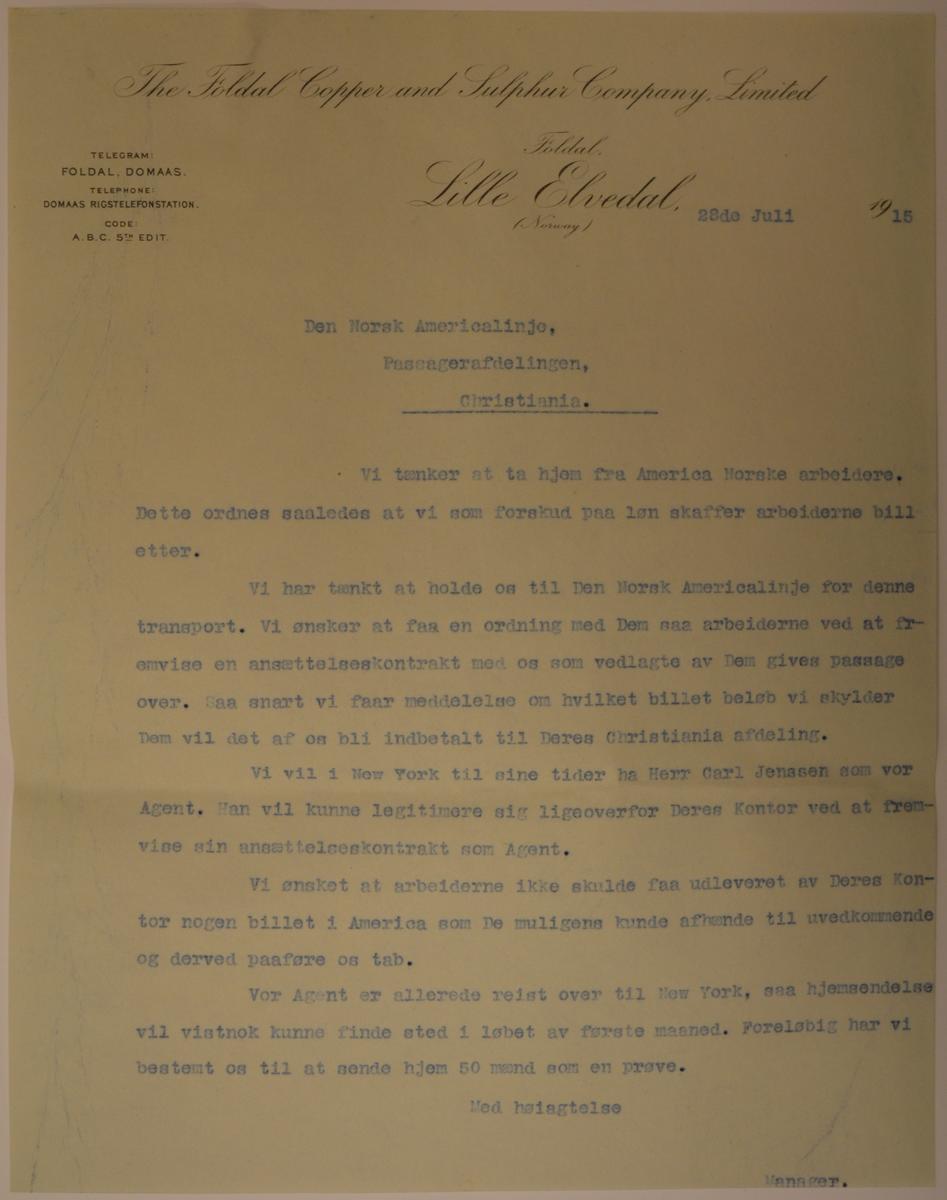 The Foldal Copper and Sulphur Company, Limited
TELEGRAM:
FOLDAL, DOMAAS.
TELEPHONE:
DOMAAS RIGSTELEFONSTATION.
CODE:
A.B.C. 5TH EDIT.
Foldal.
Lille Elvedal,
(Norway)
28de Juli 1915
Den Norsk Americalinje,
Passagerafdelingen,
Christiania.
Vi tænker at ta hjem fra America Norske arbeidere.
Dette ordnes saaledes at vi som forskud paa løn skaffer arbeiderne bill
etter.
Vi har tænkt at holde os til Den Norsk Americalinje for denne
transport. Vi ønsker at faa en ordning med Dem saa arbeiderne ved at fr-
emvise en ansættelseskontrakt med os som vedlagte av Dem gives passage
over. Saa snart vi faar meddelelse om hvilket billet beløb vi skylder
Dem vil det af os bli indbetalt til Deres Christiania afdeling.
Vi vil i New York til sine tider ha Herr Carl Jenssen som vor
Agent. Han vil kunne legitimere sig ligeoverfor Deres Kontor ved at frem-
vise sin ansættelseskontrakt som Agent.
Vi ønsket at arbeiderne ikke skulde faa udleveret av Deres Kon-
tor nogen billet i America som De muligens kunde afhænde til uvedkommende
og derved paaføre os tab.
Vor Agent er allerede reist over til New York, saa hjemsendelse
vil vistnok kunne finde sted i løbet av første maaned. Foreløbig har vi
bestemt os til at sende hjem 50 mænd som en prøve.
Med høiagtelse
Manager.